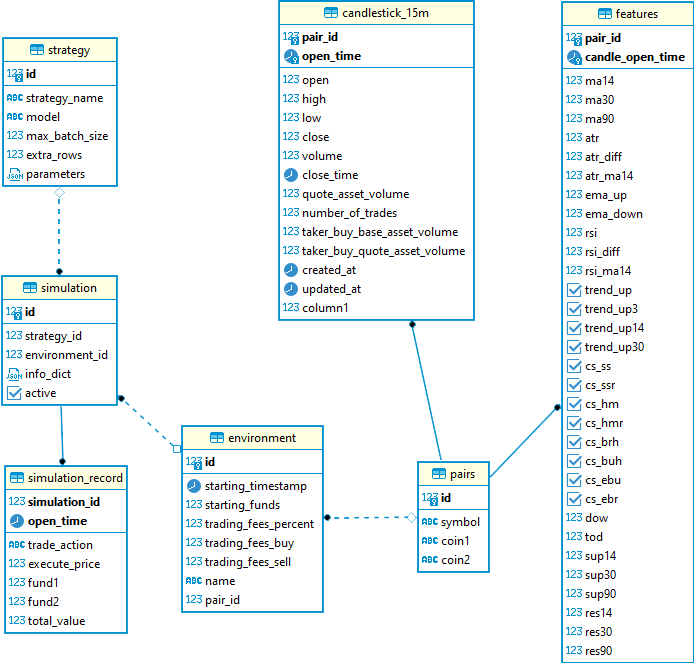 strategy
123 id
ABC strategy_name
ABC model
123 max_batch_size
123 extra_rows
JSON parameters
simulation
123 id
123 strategy_id
123 environment_id
JSON info_dict
active
simulation_record
123 simulation_id
open_time
ABC trade_action
123 execute_price
123 fund1
123 fund2
123 total_value
environment
123 id
starting_timestamp
123 starting_funds
123 trading_fees_percent
123 trading_fees_buy
123 trading_fees_sell
ABC name
123 pair_id
candlestick_15m
123 pair_id
open_time
123 open
123 high
123 low
123 close
123 volume
close_time
123 quote_asset_volume
123 number_of_trades
123 taker_buy_base_asset_volume
123 taker_buy_quote_asset_volume
created_at
updated_at
123 column1
pairs
123 id
ABC symbol
ABC coin1
ABC coin2
features
123 pair_id
candle_open_time
123 ma14
123 ma30
123 ma90
123 atr
123 atr_diff
123 atr_ma14
123 ema_up
123 ema_down
123 rsi
123 rsi_diff
123 rsi_ma14
trend_up
trend_up3
trend_up14
trend_up30
cs_ss
cs_ssr
cs_hm
cs_hmr
cs_brh
cs_buh
cs_ebu
cs_ebr
123 dow
123 tod
123 sup14
123 sup30
123 sup90
123 res14
123 res30
123 res90